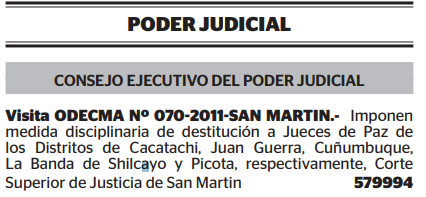 PODER JUDICIAL
CONSEJO EJECUTIVO DEL PODER JUDICIAL
Visita ODECMA Nº 070-2011-SAN MARTIN.- Imponen
medida disciplinaria de destitución a Jueces de Paz de
los Distritos de Cacatachi, Juan Guerra, Cuñumbuque,
La Banda de Shilcayo y Picota, respectivamente, Corte
Superior de Justicia de San Martin 579994